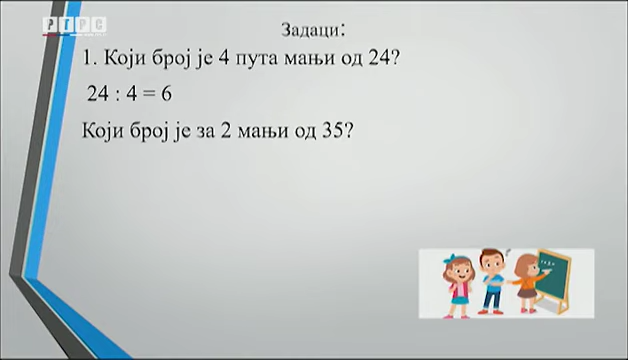 РТРС
Задаци:
1. Који број је 4 пута мањи од 24?
24 : 4 = 6
Који број је за 2 мањи од 35?